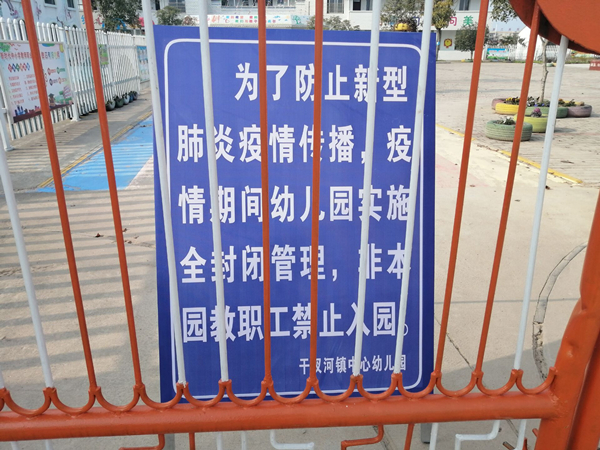 为了防止新型
肺炎疫情传播，疫
情期间幼儿园实施
全封闭管理，非本
园教职工禁止入园。
干汊河镇中心幼儿园